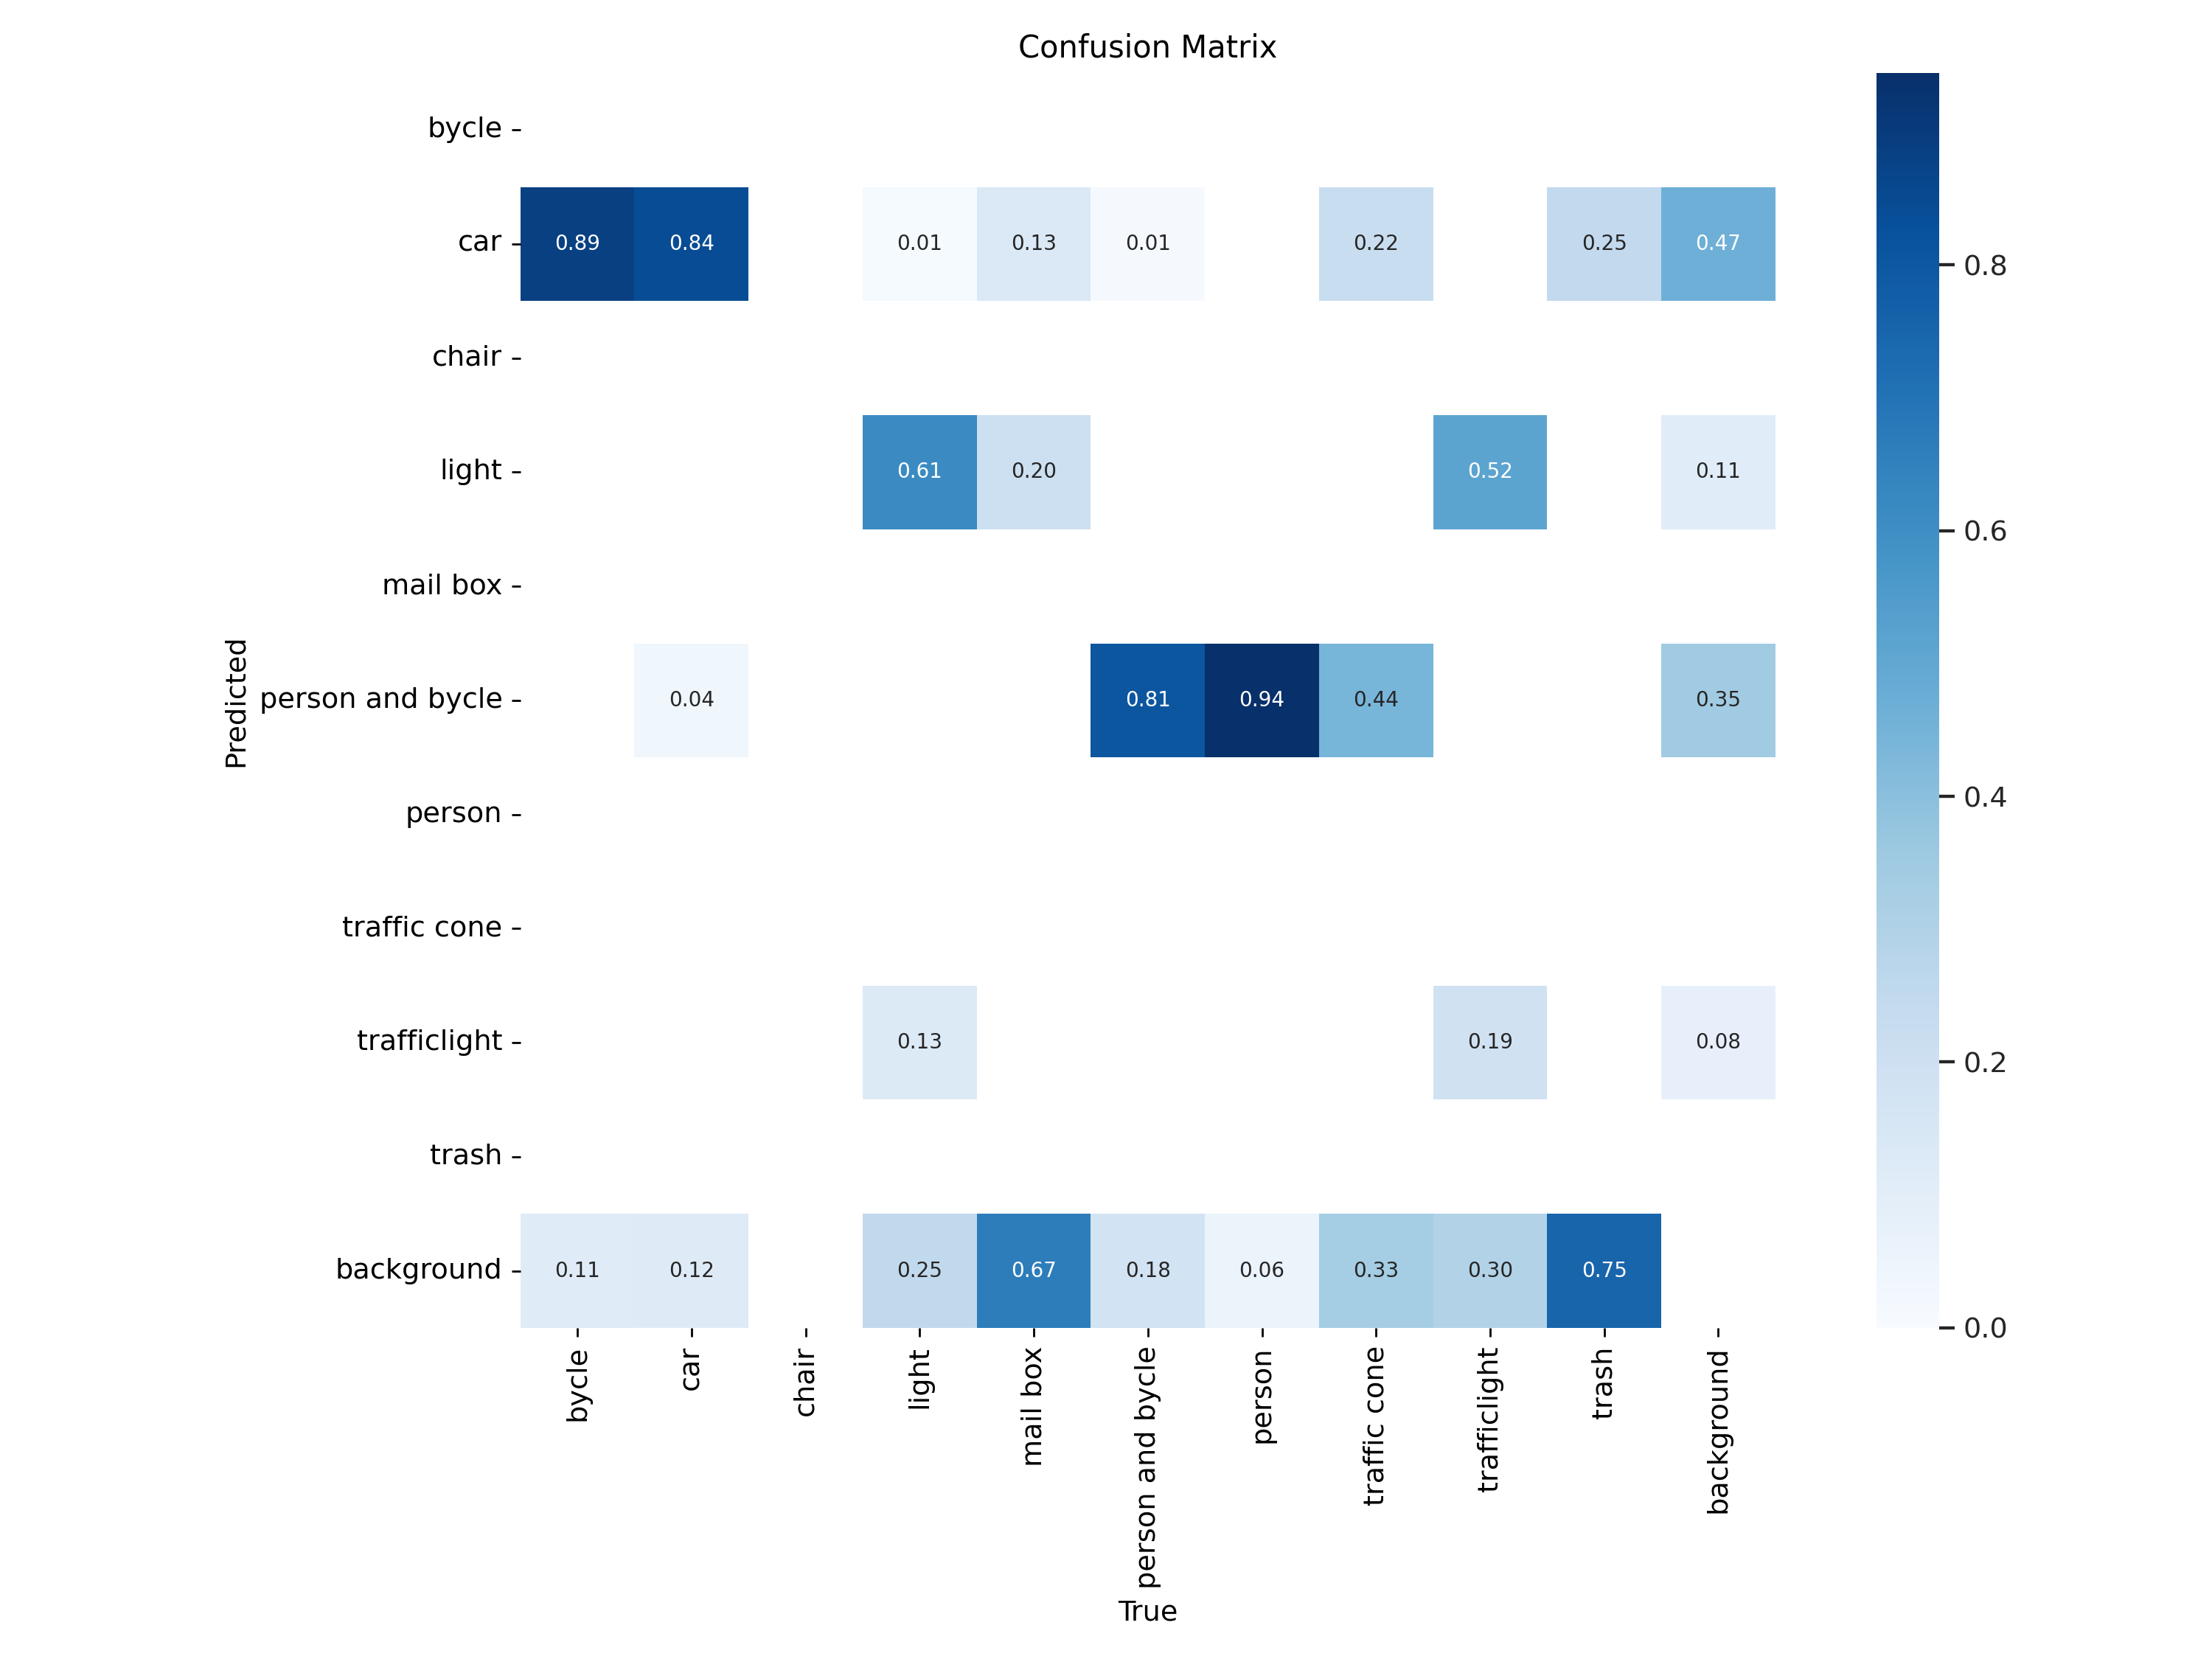 Confusion Matrix
Predicted
bycle
car 0.89 0.84 0.01 0.13 0.01 0.22 0.25 0.47
chair
light 0.61 0.20 0.52 0.11
mail box
person and bycle 0.04 0.81 0.94 0.44 0.35
person
traffic cone
trafficlight 0.13 0.19 0.08
trash
background 0.11 0.12 0.25 0.67 0.18 0.06 0.33 0.30 0.75
bycle
car
chair
light
mail box
person and bycle
person
traffic cone
trafficlight
trash
background
True
0.8
0.6
0.4
0.2
0.0